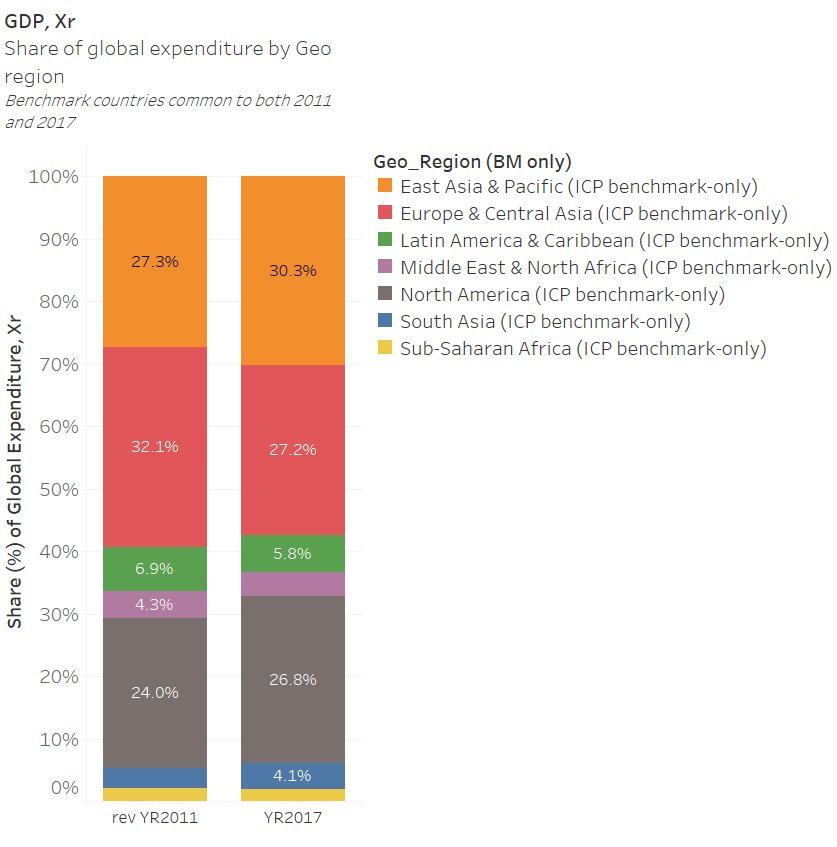 GDP, Xr
Share of global expenditure by Geo
region
Benchmark countries common to both 2011
and 2017
Geo_Region (BM only)
East Asia & Pacific (ICP benchmark-only)
Europe & Central Asia (ICP benchmark-only)
Latin America & Caribbean (ICP benchmark-only)
Middle East & North Africa (ICP benchmark-only)
North America (ICP benchmark-only)
South Asia (ICP benchmark-only)
Sub-Saharan Africa (ICP benchmark-only)
Share (%) of Global Expenditure, Xr
100%
90%
80%
70%
60%
50%
40%
30%
20%
10%
0%
27.3%
32.1%
6.9%
4.3%
24.0%
30.3%
27.2%
5.8%
26.8%
4.1%
rev YR2011
YR2017